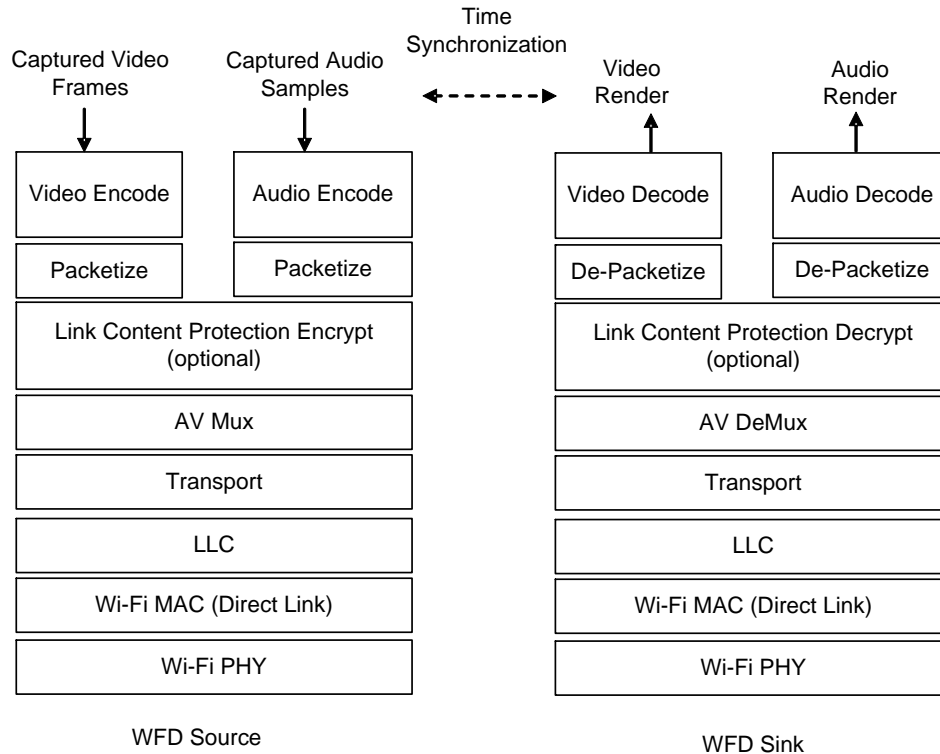 Time
Synchronization
Captured Video
Frames
Captured Audio
Samples
Video
Render
Audio
Render
Video Encode
Audio Encode
Video Decode
Audio Decode
Packetize
Packetize
De-Packetize
De-Packetize
Link Content Protection Encrypt
(optional)
Link Content Protection Decrypt
(optional)
AV Mux
AV DeMux
Transport
Transport
LLC
LLC
Wi-Fi MAC (Direct Link)
Wi-Fi MAC (Direct Link)
Wi-Fi PHY
Wi-Fi PHY
WFD Source
WFD Sink